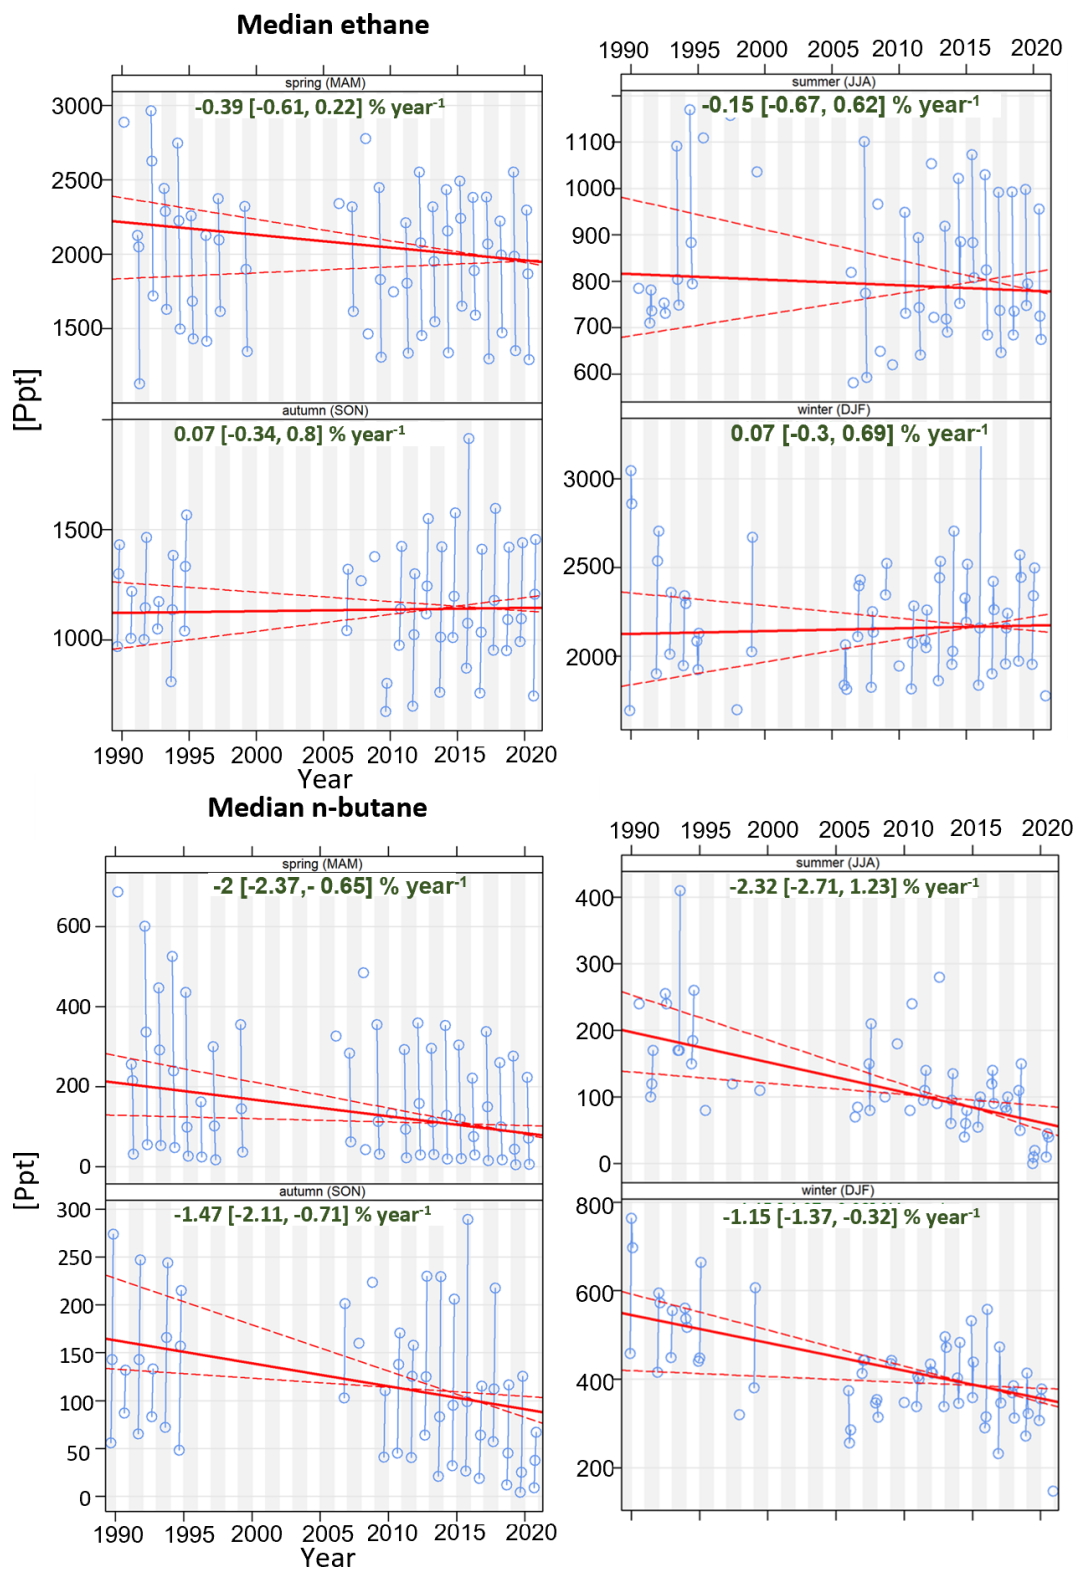 Median ethane
1990 1995 2000 2005 2010 2015 2020
spring (MAM)
-0.39 [-0.61, 0.22] % year-1
3000
2500
2000
1500
summer (JJA)
-0.15 [-0.67, 0.62] % year-1
1100
1000
900
800
700
600
[Ppt]
autumn (SON)
0.07 [-0.34, 0.8] % year-1
1500
1000
winter (DJF)
0.07 [-0.3, 0.69] % year-1
3000
2500
2000
1990 1995 2000 2005 2010 2015 2020
Year
Median n-butane
1990 1995 2000 2005 2010 2015 2020
spring (MAM)
-2 [-2.37,- 0.65] % year-1
600
400
200
0
summer (JJA)
-2.32 [-2.71, 1.23] % year-1
400
300
200
100
0
[Ppt]
autumn (SON)
-1.47 [-2.11, -0.71] % year-1
300
250
200
150
100
50
0
winter (DJF)
-1.15 [-1.37, -0.32] % year-1
800
600
400
200
1990 1995 2000 2005 2010 2015 2020
Year